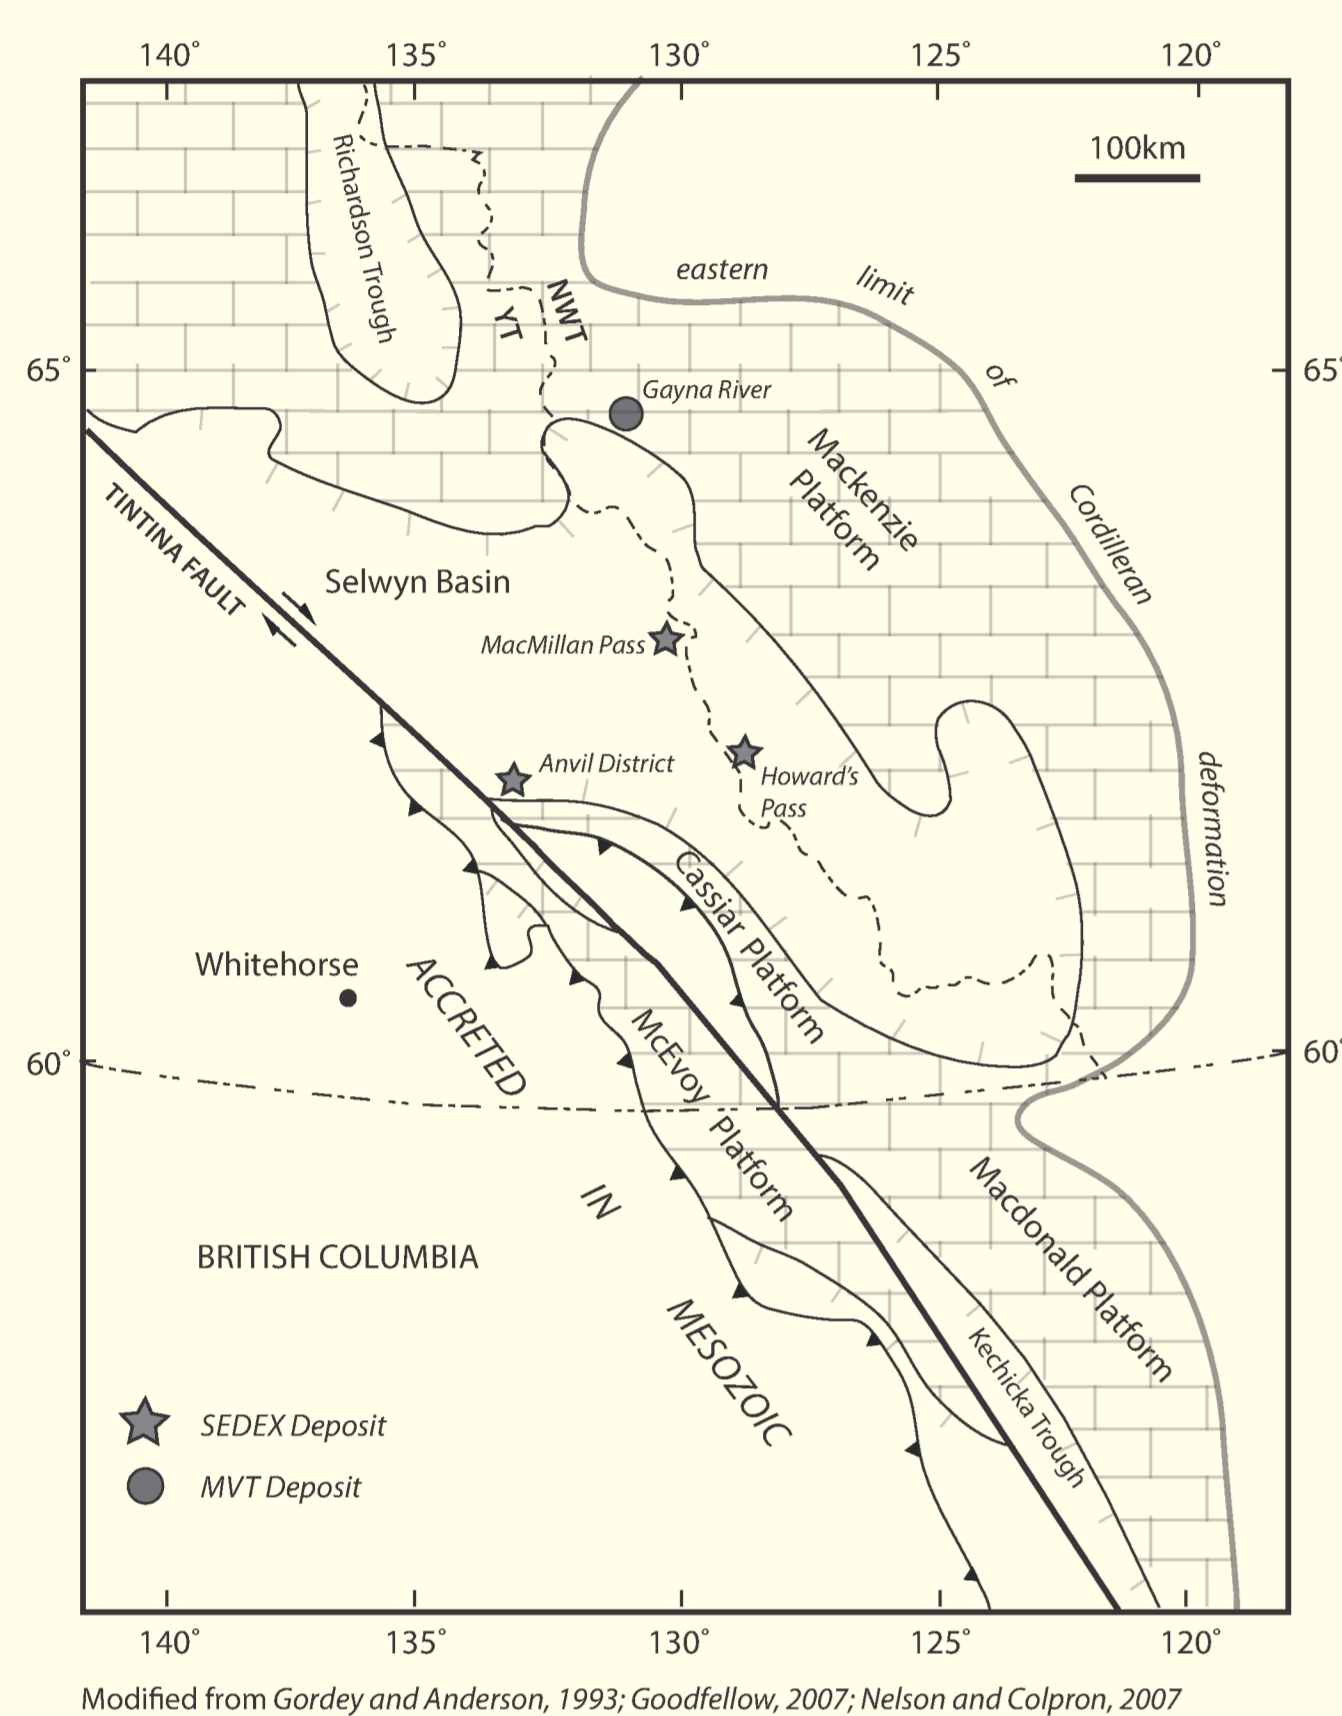 140° 135° 130° 125° 120°
100km
Richardson Trough
eastern limit of Cordilleran deformation
NWT
YT
65° 65°
Gayna River
Mackenzie
Platform
TINTINA FAULT
Selwyn Basin
MacMillan Pass
Anvil District
Howard's
Pass
Cassiar Platform
Whitehorse
ACCRETED IN MESOZOIC
McEvoy Platform
60° 60°
Macdonald Platform
BRITISH COLUMBIA
Kechicka Trough
SEDEX Deposit
MVT Deposit
140° 135° 130° 125° 120°
Modified from Gordey and Anderson, 1993; Goodfellow, 2007; Nelson and Colpron, 2007